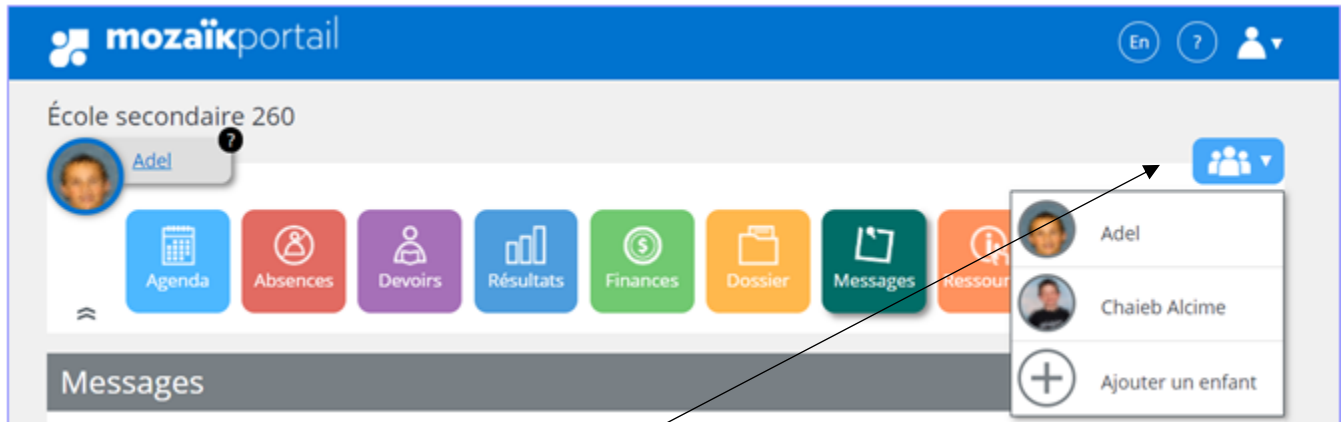 mozaïkportail
En ?
École secondaire 260
?
Adel
Agenda
Absences
Devoirs
Résultats
Finances
Dossier
Messages
Ressour
Adel
Chaieb Alcime
Ajouter un enfant
Messages